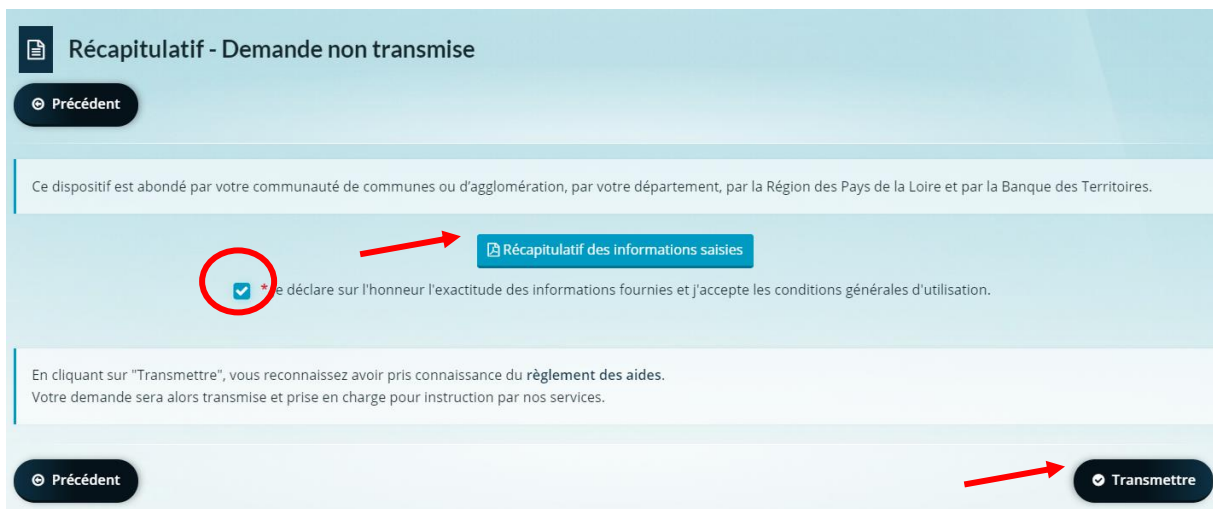 Récapitulatif - Demande non transmise
Précédent
Ce dispositif est abondé par votre communauté de communes ou d'agglomération, par votre département, par la Région des Pays de la Loire et par la Banque des Territoires.
Récapitulatif des informations saisies
* e déclare sur l'honneur l'exactitude des informations fournies et j'accepte les conditions générales d'utilisation.
En cliquant sur "Transmettre", vous reconnaissez avoir pris connaissance du règlement des aides.
Votre demande sera alors transmise et prise en charge pour instruction par nos services.
Précédent
Transmettre